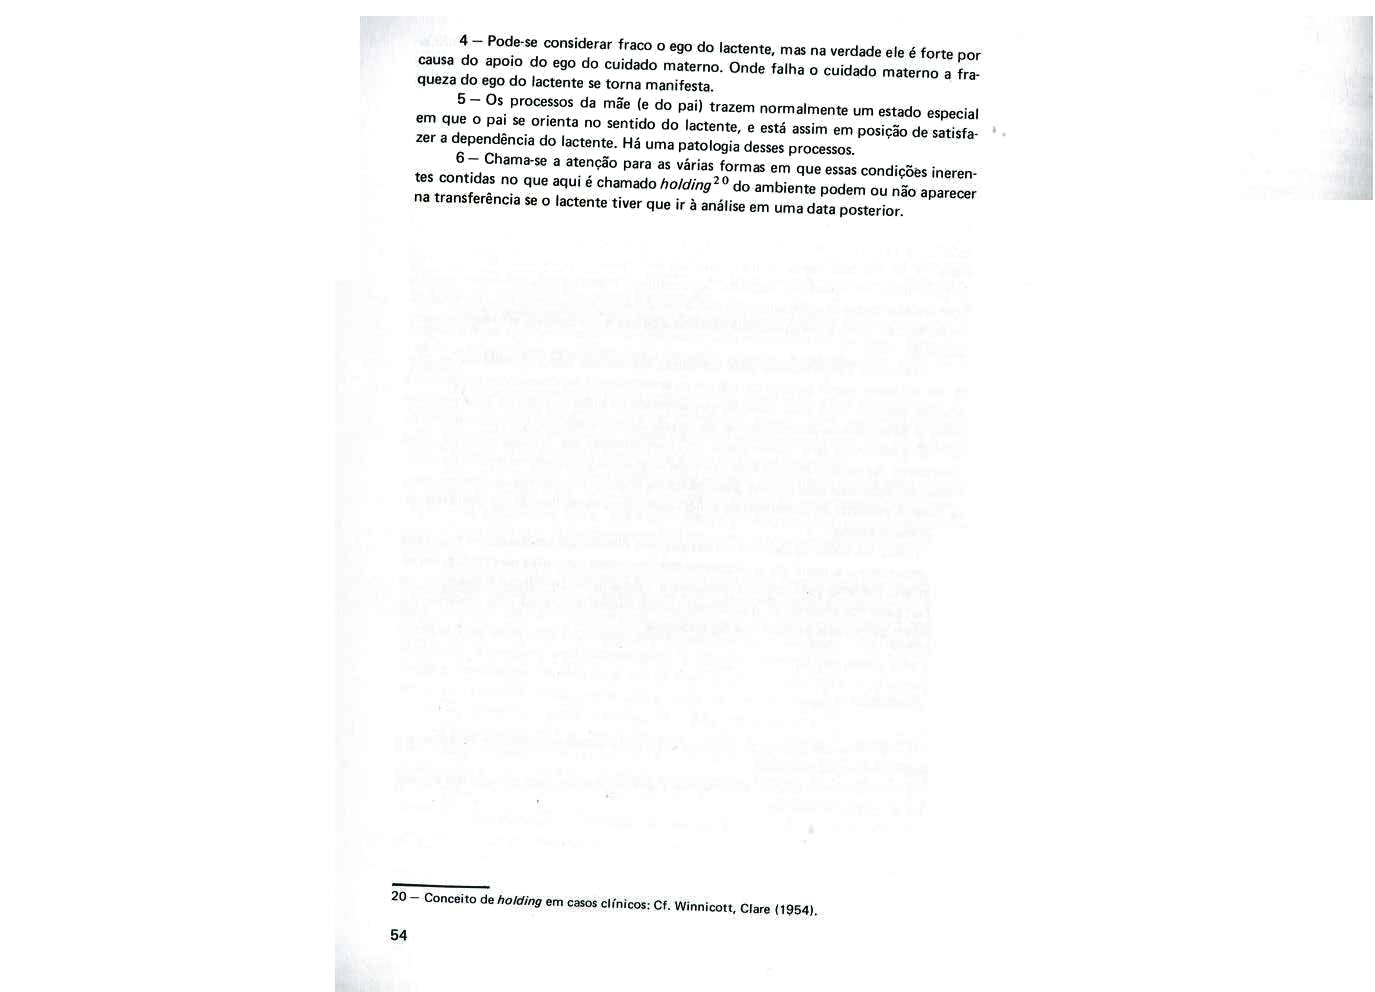 4 — Pode-se considerar fraco o ego do lactente, mas na verdade ele é forte por
causa do apoio do ego do cuidado materno. Onde falha o cuidado materno a fra-
queza do ego do lactente se torna manifesta.
5 — Os processos da mãe (e do pai) trazem normalmente um estado especial
em que o pai se orienta no sentido do lactente, e está assim em posição de satisfa-
zer a dependência do lactente. Há uma patologia desses processos.
6 — Chama-se a atenção para as várias formas em que essas condições ineren-
tes contidas no que aqui é chamado holding20 do ambiente podem ou não aparecer
na transferência se o lactente tiver que ir à análise em uma data posterior.
20 — Conceito de holding em casos clínicos: Cf. Winnicott, Clare (1954).
54